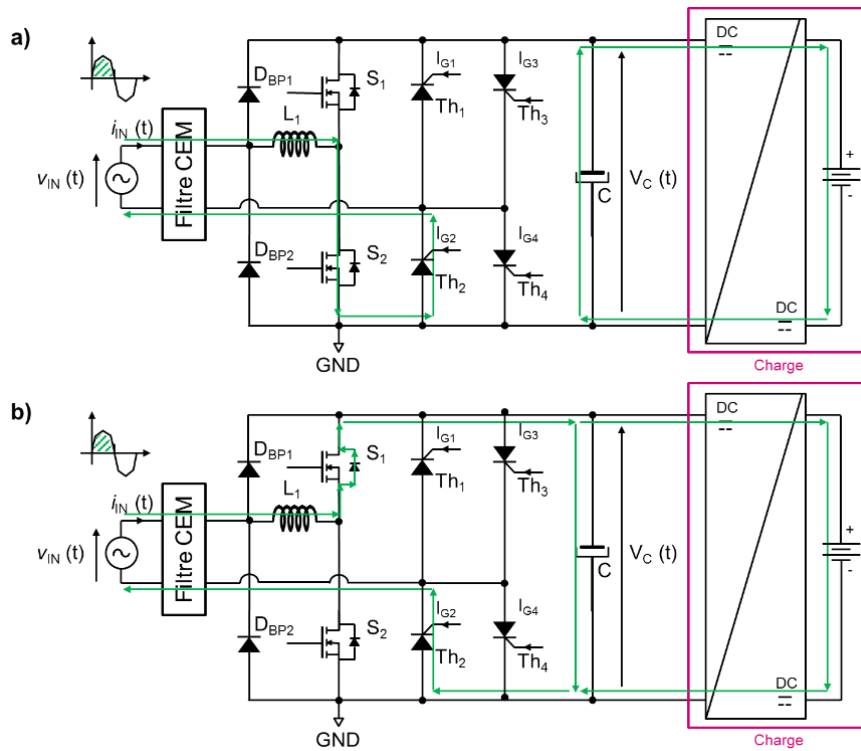 a)
DC
I_G1
I_G3
D_BP1
S_1
L_1
Th_1
Th_3
i_IN (t)
v_IN (t)
Filtre CEM
C
V_C (t)
+
-
D_BP2
S_2
I_G2
I_G4
Th_2
Th_4
DC
GND
Charge
b)
DC
I_G1
I_G3
D_BP1
S_1
L_1
Th_1
Th_3
i_IN (t)
v_IN (t)
Filtre CEM
C
V_C (t)
+
-
D_BP2
S_2
I_G2
I_G4
Th_2
Th_4
DC
GND
Charge